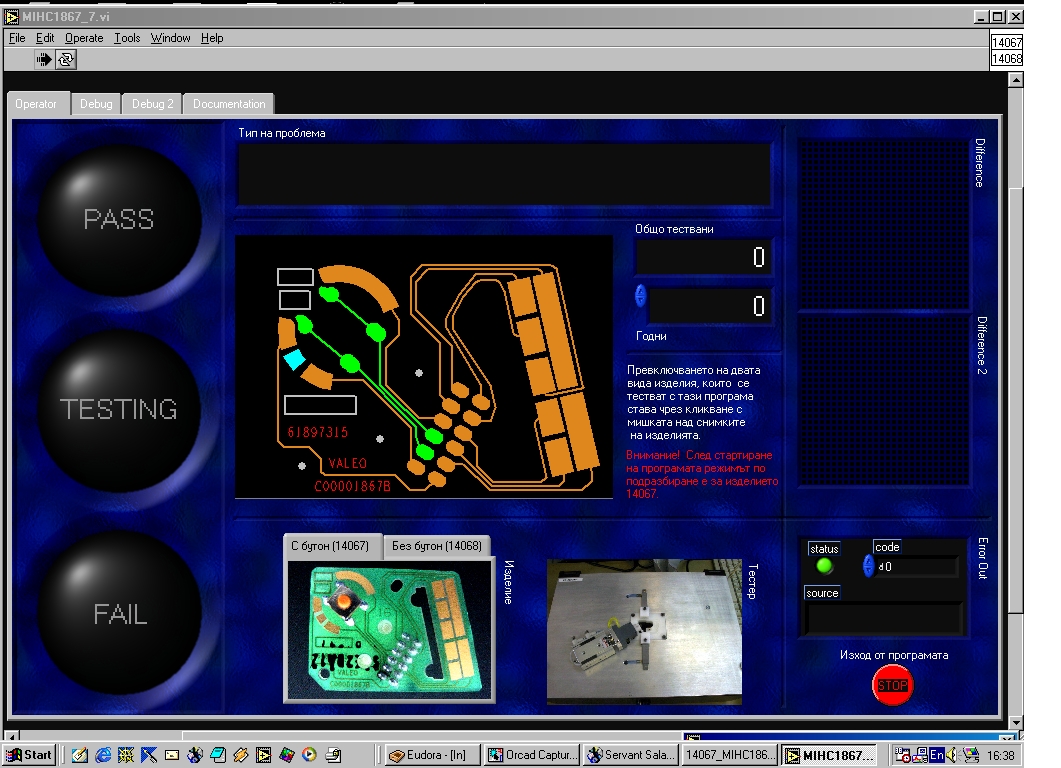 MIHC1867_7.vi
File Edit Operate Tools Window Help
14067
14068
Operator Debug Debug 2 Documentation
PASS
TESTING
FAIL
Тип на проблема
Общо тествани
0
0
Годни
61897315
VALEO
C00001867B
Превключването на двата
вида изделия, които се
тестват с тази програма
става чрез кликване с
мишката над снимките
на изделията.
Внимание! След стартиране
на програмата режимът по
подразбиране е за изделието
14067.
Difference
Difference 2
С бутон (14067) Без бутон (14068)
Изделие
VALEO
C00001867B
Тестер
status
code
0
source
Error Out
Изход от програмата
STOP
Start
Eudora - [In]
Orcad Captur...
Servant Sala...
14067_MIHC186...
MIHC1867...
En
16:38